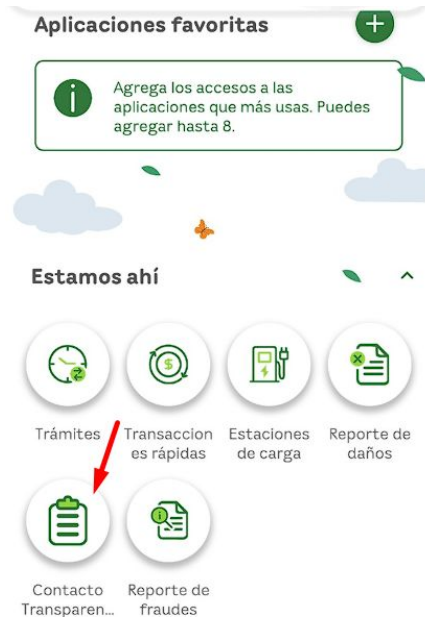 Aplicaciones favoritas
Agrega los accesos a las
aplicaciones que más usas. Puedes
agregar hasta 8.
Estamos ahí
Trámites
Transaccion
es rápidas
Estaciones
de carga
Reporte de
daños
Contacto
Transparen...
Reporte de
fraudes